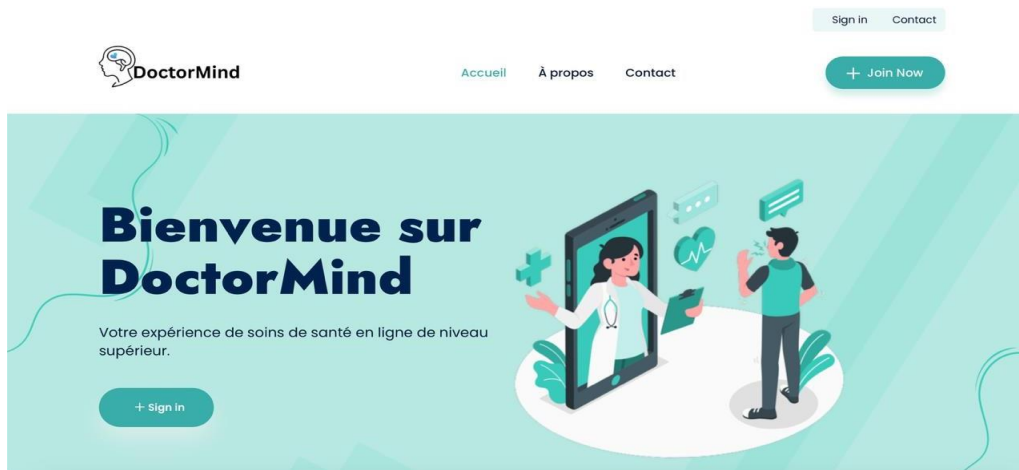 Sign in Contact
DoctorMind
Accueil À propos Contact
+ Join Now
Bienvenue sur
DoctorMind
Votre expérience de soins de santé en ligne de niveau
supérieur.
+ Sign in